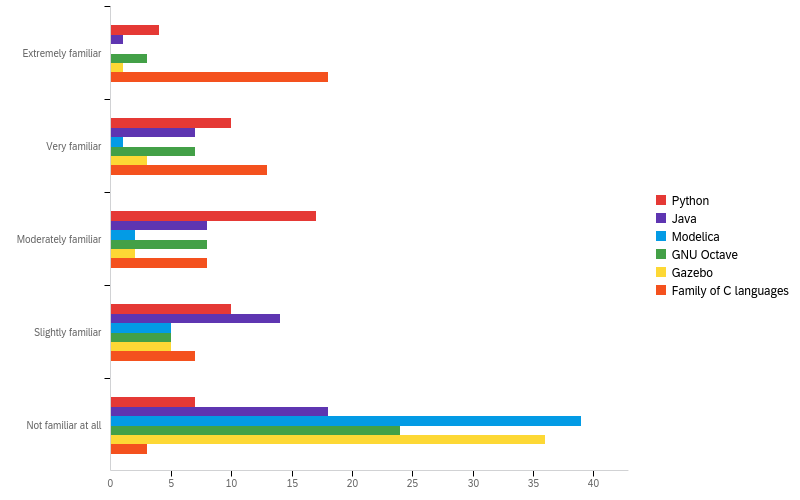 Extremely familiar
Very familiar
Moderately familiar
Slightly familiar
Not familiar at all
0 5 10 15 20 25 30 35 40
Python
Java
Modelica
GNU Octave
Gazebo
Family of C languages